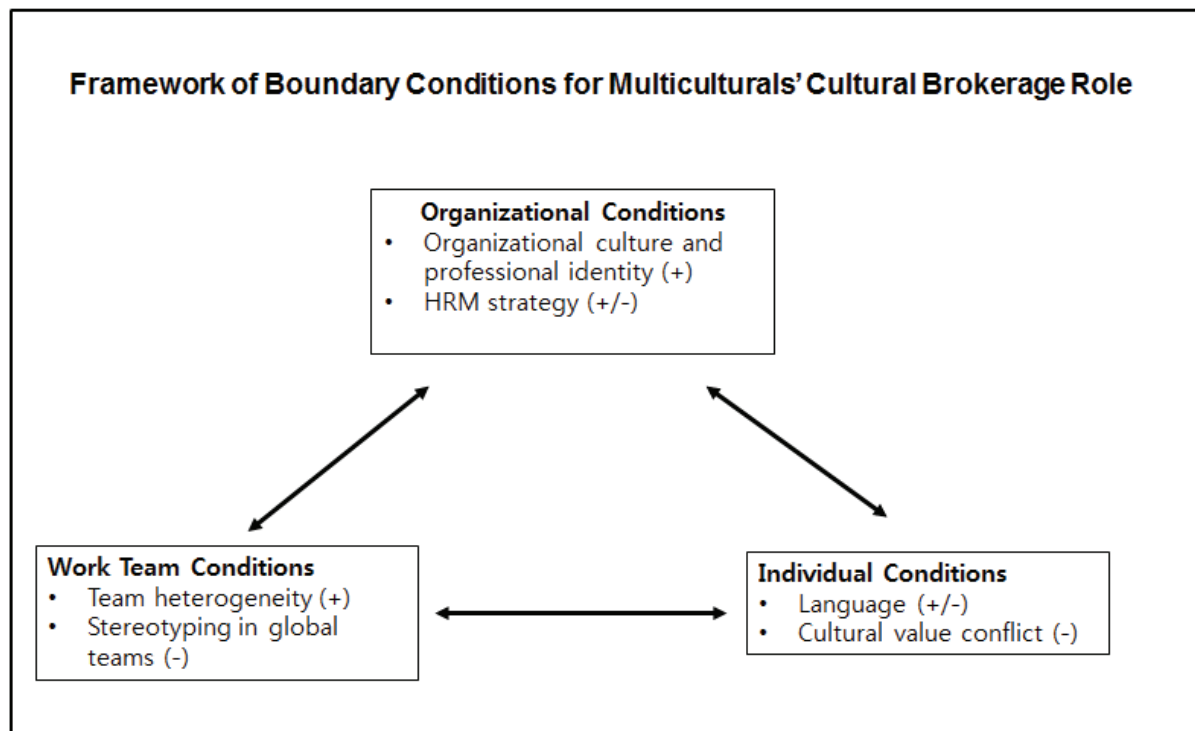 Framework of Boundary Conditions for Multiculturals' Cultural Brokerage Role
Organizational Conditions
• Organizational culture and
professional identity (+)
• HRM strategy (+/-)
Work Team Conditions
• Team heterogeneity (+)
• Stereotyping in global
teams (-)
Individual Conditions
• Language (+/-)
• Cultural value conflict (-)